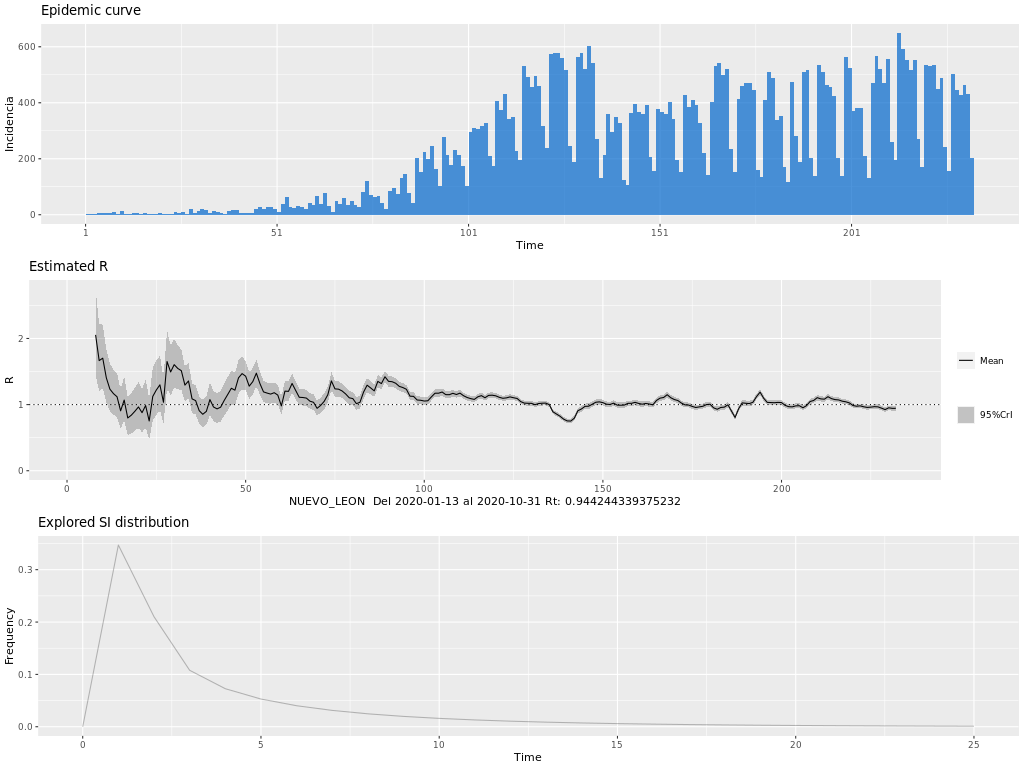 Epidemic curve
600
400
200
0
Incidencia
1
51
101
151
201
Time
Estimated R
2
1
0
R
0
50
100
150
200
NUEVO_LEON Del 2020-01-13 al 2020-10-31 Rt: 0.944244339375232
Mean
95%CrI
Explored SI distribution
0.3
0.2
0.1
0.0
Frequency
0
5
10
15
20
25
Time